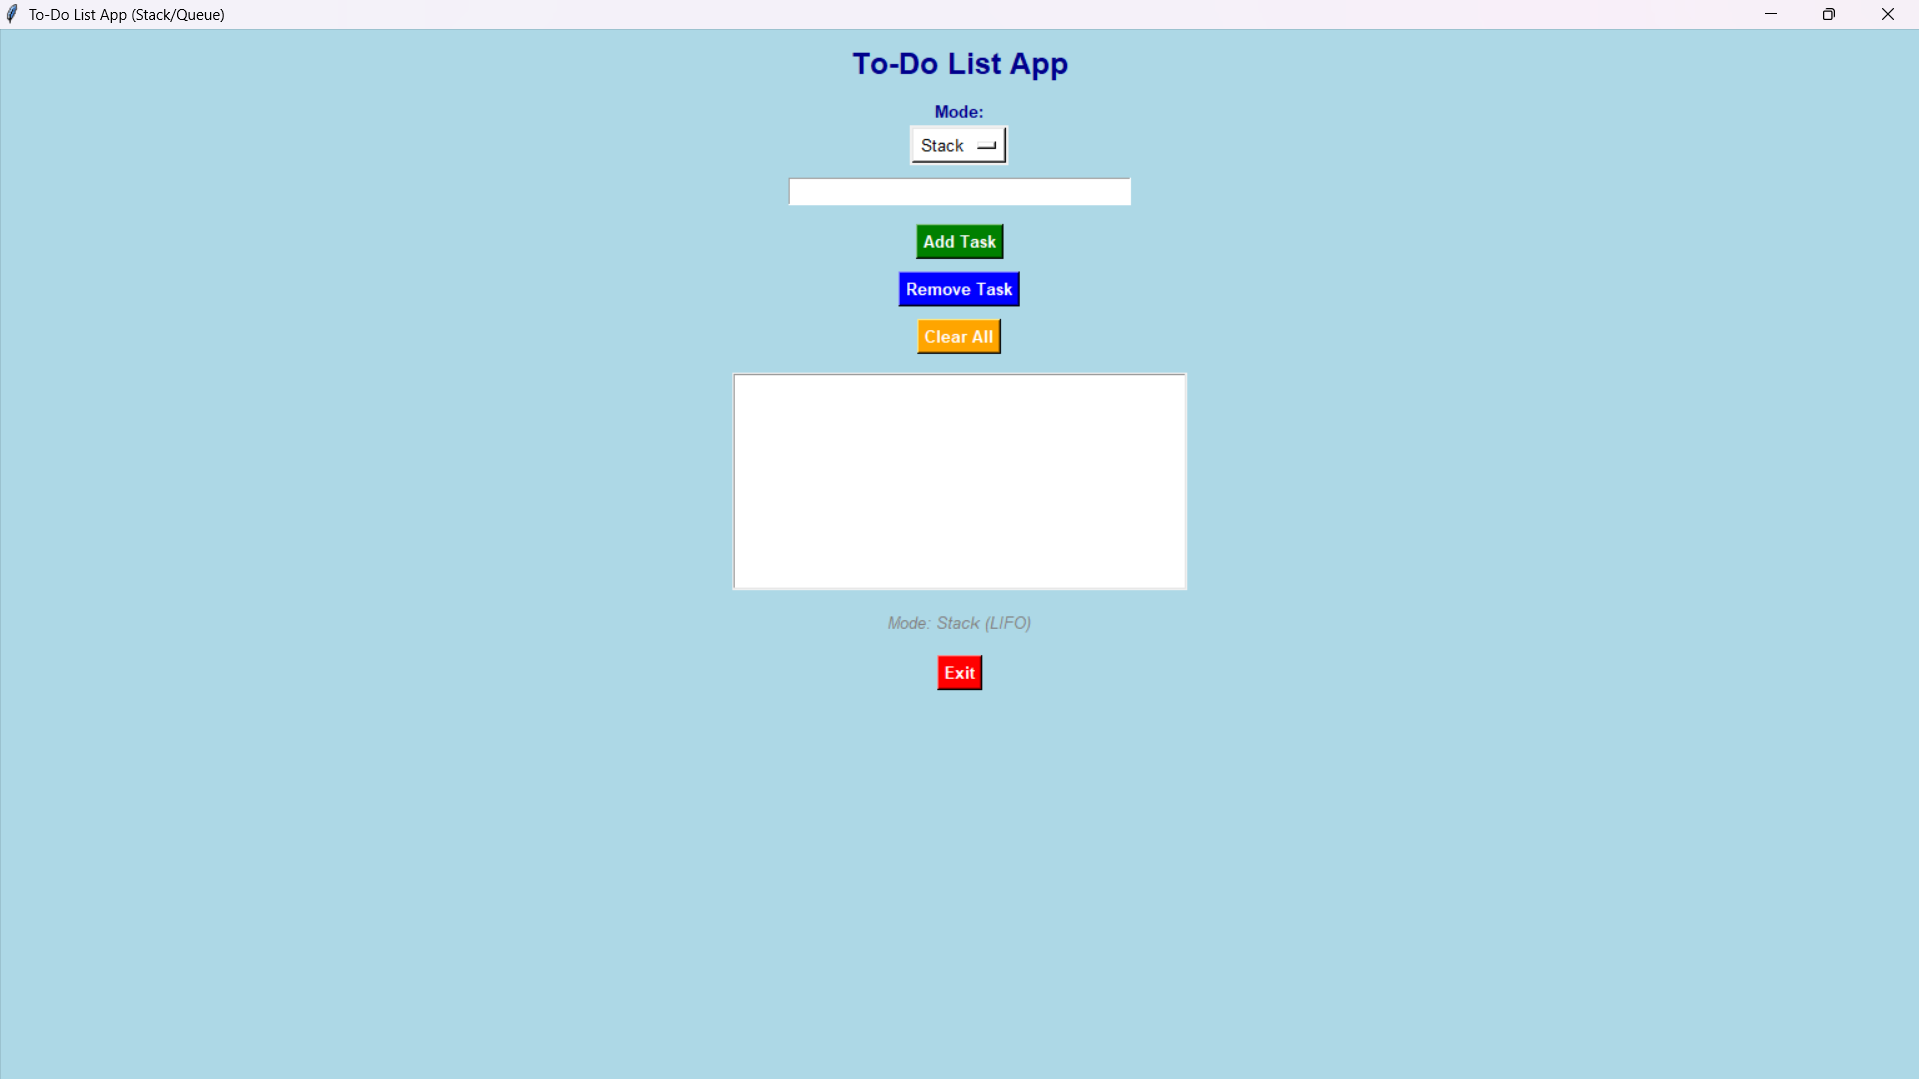 To-Do List App (Stack/Queue)
To-Do List App
Mode:
Stack
Add Task
Remove Task
Clear All
Mode: Stack (LIFO)
Exit